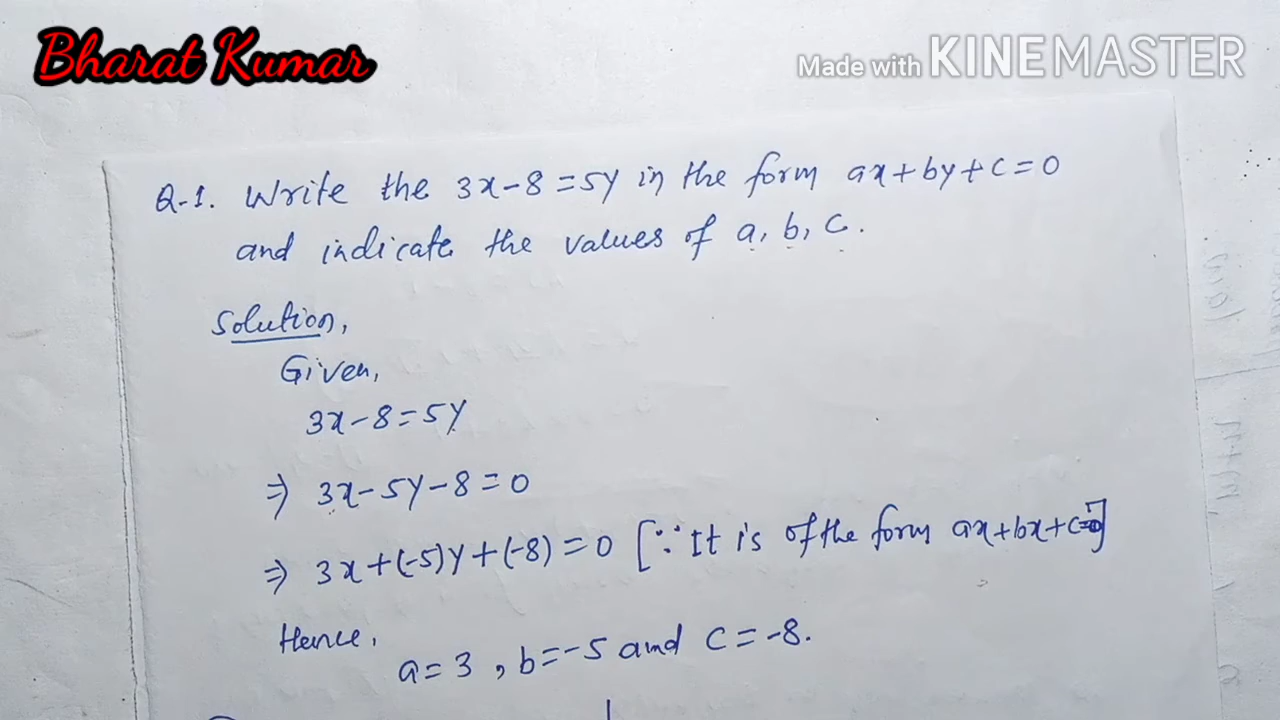 Bharat Kumar
Made with KINEMASTER
Q-1. Write the 3x-8=5y in the form ax+by+c=0
and indicate the values of a, b, c.
Solution,
Given,
3x-8=5y
⇒ 3x-5y-8=0
⇒ 3x+(-5)y+(-8)=0 [∵ It is of the form ax+bx+c=0]
Hence,
a=3, b=-5 and c=-8.